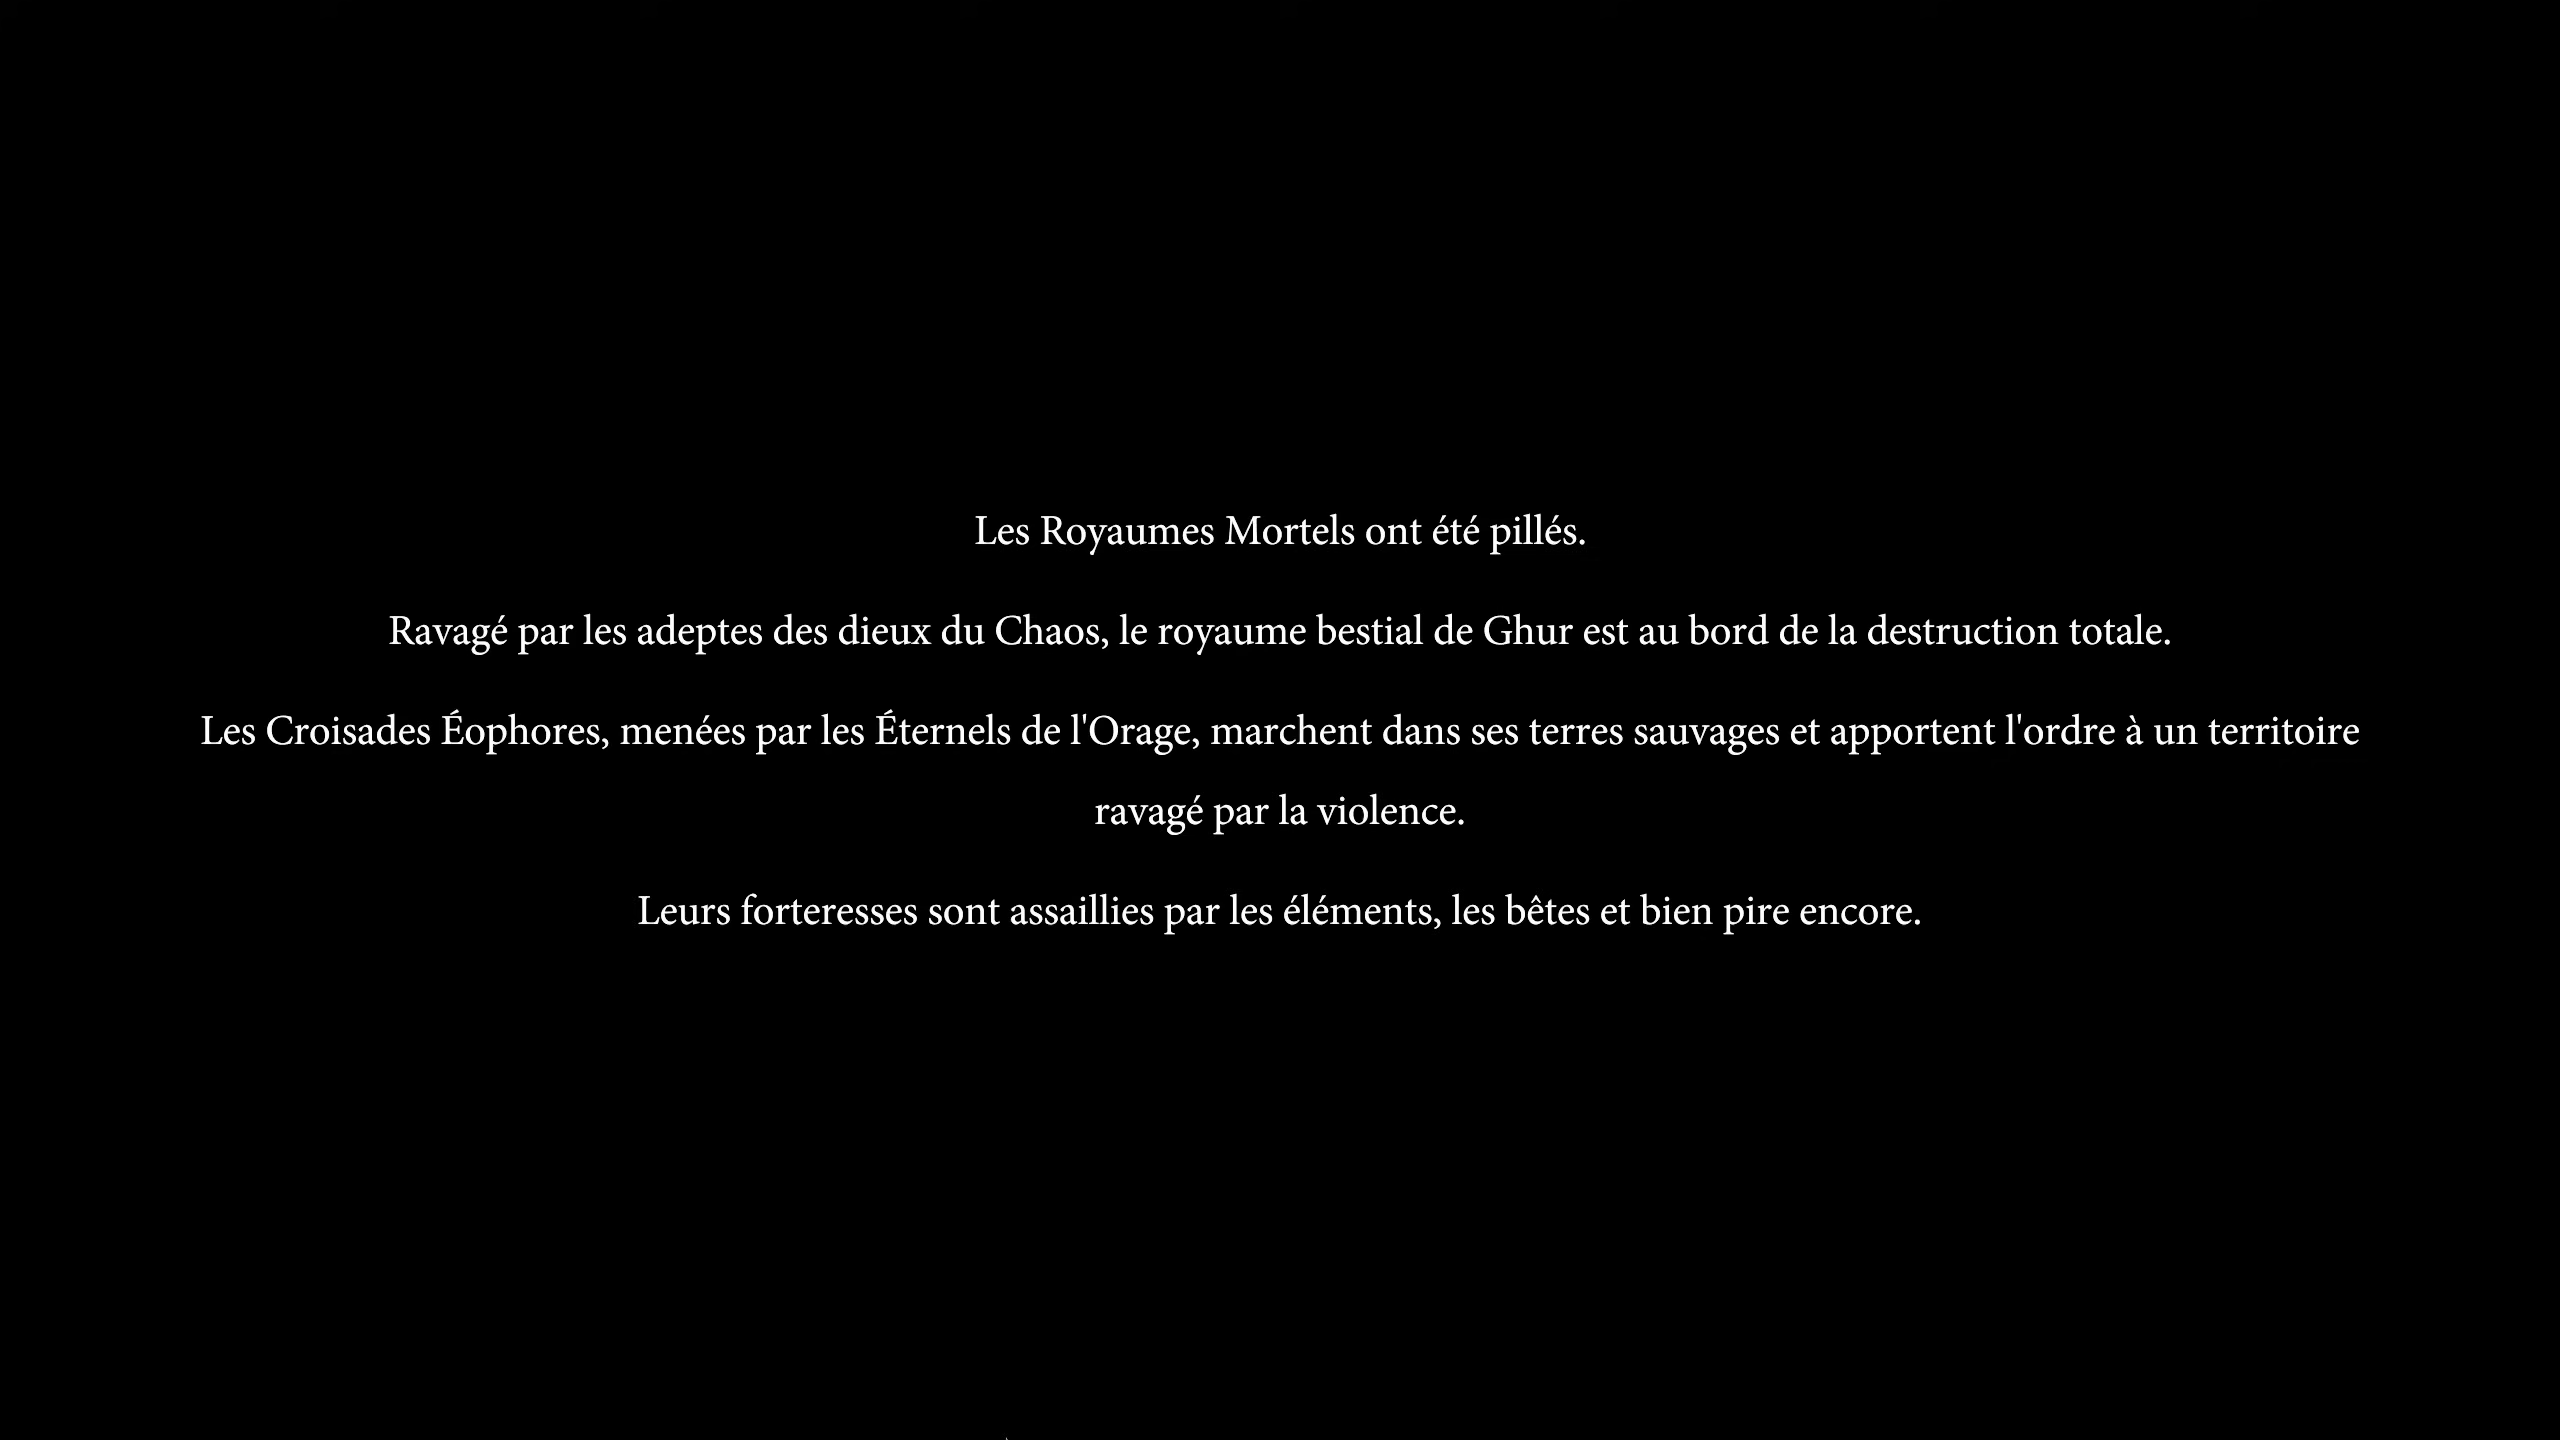 Les Royaumes Mortels ont été pillés.
Ravagé par les adeptes des dieux du Chaos, le royaume bestial de Ghur est au bord de la destruction totale.
Les Croisades Éophores, menées par les Éternels de l'Orage, marchent dans ses terres sauvages et apportent l'ordre à un territoire
ravagé par la violence.
Leurs forteresses sont assaillies par les éléments, les bêtes et bien pire encore.